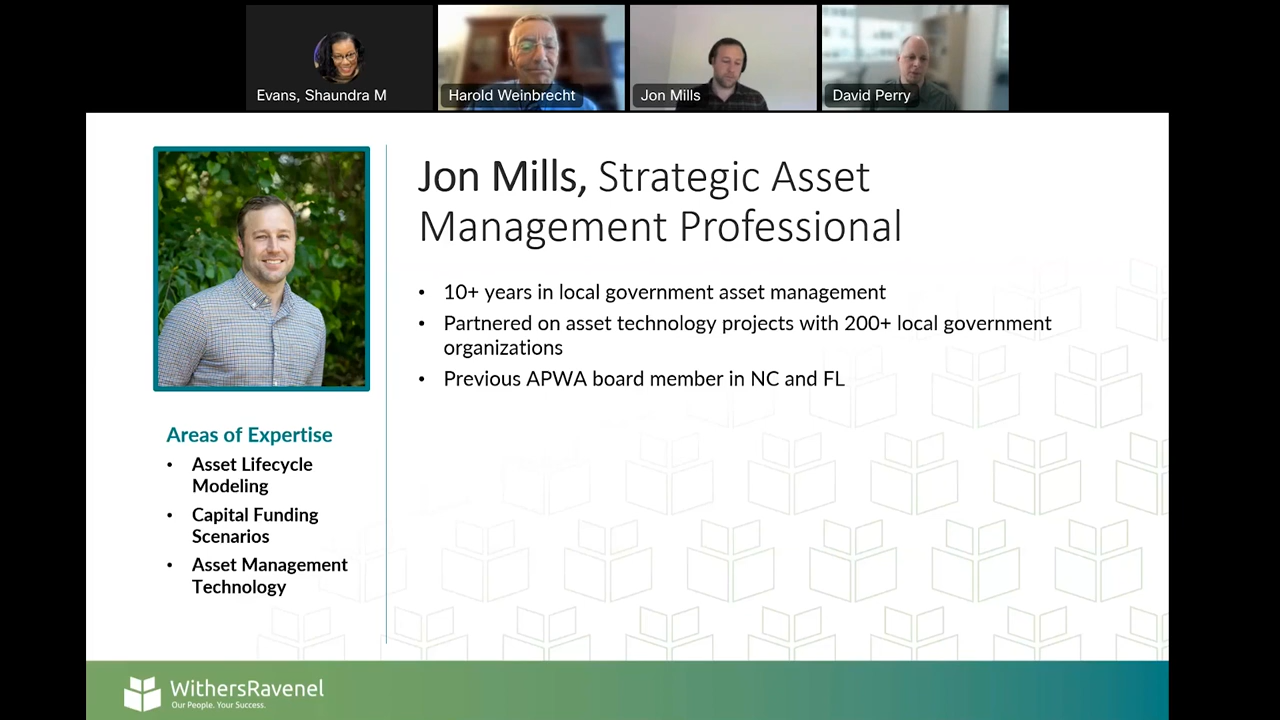 Evans, Shaundra M
Harold Weinbrecht
Jon Mills
David Perry
Jon Mills, Strategic Asset
Management Professional
• 10+ years in local government asset management
• Partnered on asset technology projects with 200+ local government
organizations
• Previous APWA board member in NC and FL
Areas of Expertise
• Asset Lifecycle
Modeling
• Capital Funding
Scenarios
• Asset Management
Technology
WithersRavenel
Our People. Your Success.